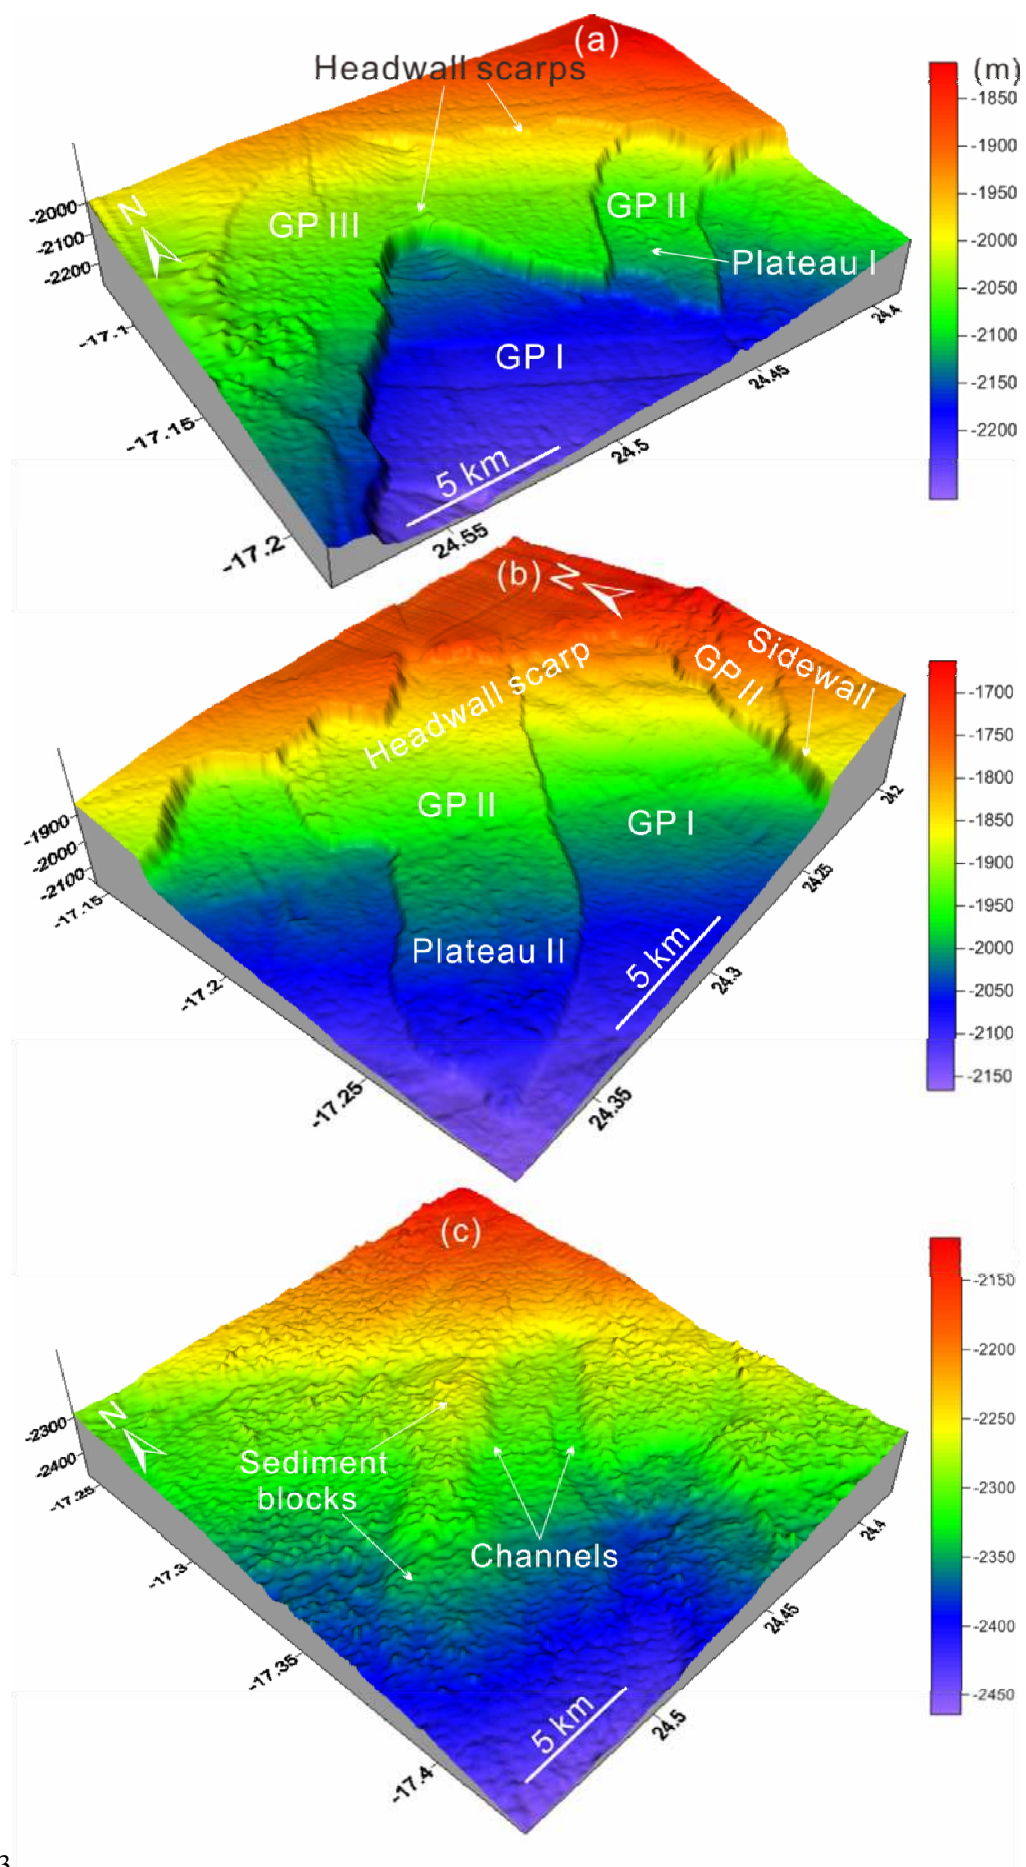 (a)
Headwall scarps
(m)
-1850
-1900
-1950
-2000
-2050
-2100
-2150
-2200
N
GP III
GP II
Plateau I
GP I
-2000
-2100
-2200
-17.1
-17.15
-17.2
5 km
24.55
24.5
24.45
24.4
(b)
N
Headwall scarp
GP II
Sidewall
GP II
GP I
Plateau II
5 km
-1900
-2000
-2100
-17.15
-17.2
-17.25
24.35
24.3
24.25
24.2
-1700
-1750
-1800
-1850
-1900
-1950
-2000
-2050
-2100
-2150
(c)
N
Sediment
blocks
Channels
5 km
-2300
-2400
-17.25
-17.3
-17.35
-17.4
24.5
24.45
24.4
-2150
-2200
-2250
-2300
-2350
-2400
-2450
3